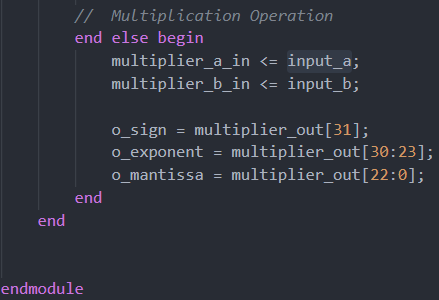 //  Multiplication Operation
end else begin
multiplier_a_in <= input_a;
multiplier_b_in <= input_b;
o_sign = multiplier_out[31];
o_exponent = multiplier_out[30:23];
o_mantissa = multiplier_out[22:0];
end
end
endmodule